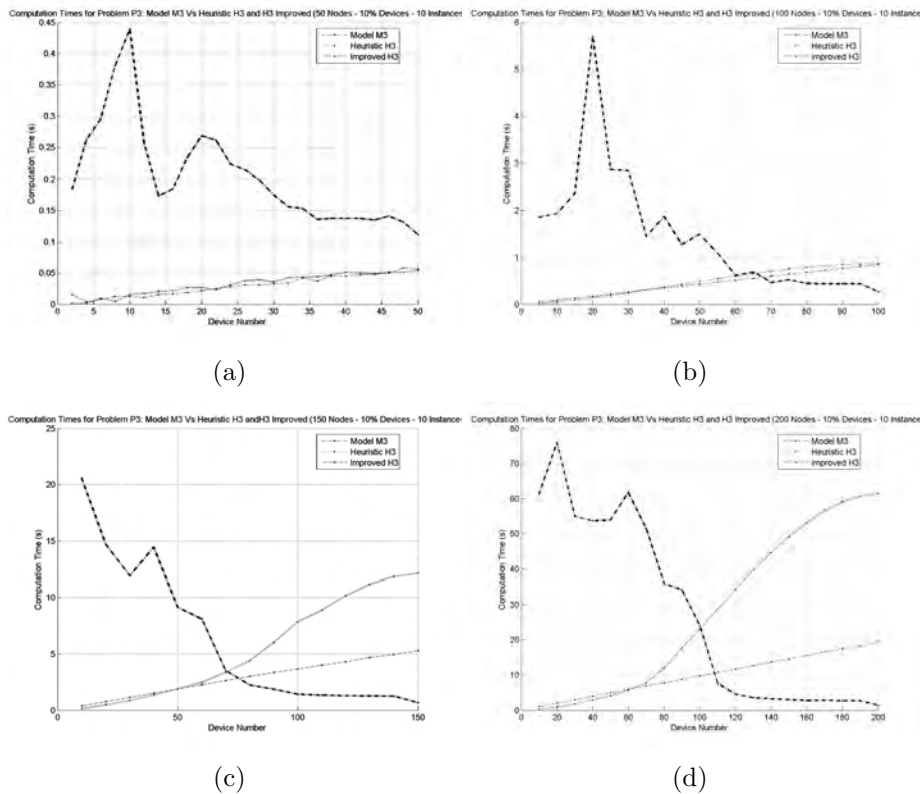 Computation Times for Problem P3: Model M3 Vs Heuristic H3 and H3 Improved (50 Nodes - 10% Devices - 10 Instances
Model M3
Heuristic H3
Improved H3
Computation Time (s)
0.45
0.4
0.35
0.3
0.25
0.2
0.15
0.1
0.05
0
0 5 10 15 20 25 30 35 40 45 50
Device Number
(a)
Computation Times for Problem P3: Model M3 Vs Heuristic H3 and H3 Improved (100 Nodes - 10% Devices - 10 Instance
Model M3
Heuristic H3
Improved H3
Computation Time (s)
6
5
4
3
2
1
0
0 10 20 30 40 50 60 70 80 90 100
Device Number
(b)
Computation Times for Problem P3: Model M3 Vs Heuristic H3 andH3 Improved (150 Nodes - 10% Devices - 10 Instance
Model M3
Heuristic H3
Improved H3
Computation Time (s)
25
20
15
10
5
0
0 50 100 150
Device Number
(c)
Computation Times for Problem P3: Model M3 Vs Heuristic H3 and H3 Improved (200 Nodes - 10% Devices - 10 Instance
Model M3
Heuristic H3
Improved H3
Computation Time (s)
80
70
60
50
40
30
20
10
0
0 20 40 60 80 100 120 140 160 180 200
Device Number
(d)